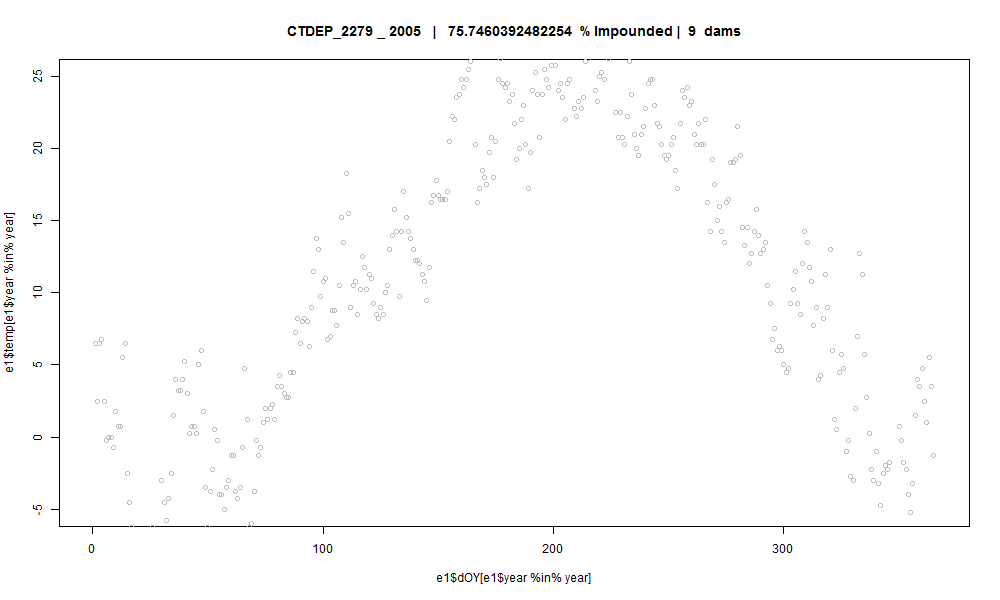 CTDEP_2279 _ 2005 | 75.7460392482254 % Impounded | 9 dams
e1$temp[e1$year %in% year]
25
20
15
10
5
0
-5
0 100 200 300
e1$dOY[e1$year %in% year]